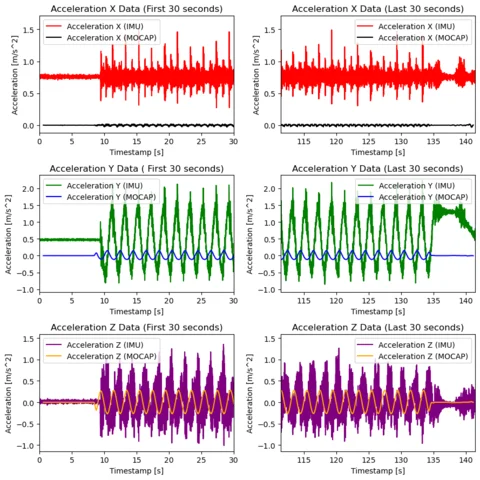 Acceleration X Data (First 30 seconds)
Acceleration X Data (Last 30 seconds)
Acceleration [m/s^2]
1.5
1.0
0.5
0.0
Acceleration X (IMU)
Acceleration X (MOCAP)
0 5 10 15 20 25 30
Timestamp [s]
Acceleration [m/s^2]
1.5
1.0
0.5
0.0
Acceleration X (IMU)
Acceleration X (MOCAP)
115 120 125 130 135 140
Timestamp [s]
Acceleration Y Data ( First 30 seconds)
Acceleration Y Data (Last 30 seconds)
Acceleration [m/s^2]
2.0
1.5
1.0
0.5
0.0
−0.5
−1.0
Acceleration Y (IMU)
Acceleration Y (MOCAP)
0 5 10 15 20 25 30
Timestamp [s]
Acceleration [m/s^2]
2.0
1.5
1.0
0.5
0.0
−0.5
−1.0
Acceleration Y (IMU)
Acceleration Y (MOCAP)
115 120 125 130 135 140
Timestamp [s]
Acceleration Z Data (First 30 seconds)
Acceleration Z Data (Last 30 seconds)
Acceleration [m/s^2]
1.5
1.0
0.5
0.0
−0.5
−1.0
Acceleration Z (IMU)
Acceleration Z (MOCAP)
0 5 10 15 20 25 30
Timestamp [s]
Acceleration [m/s^2]
1.5
1.0
0.5
0.0
−0.5
−1.0
Acceleration Z (IMU)
Acceleration Z (MOCAP)
115 120 125 130 135 140
Timestamp [s]